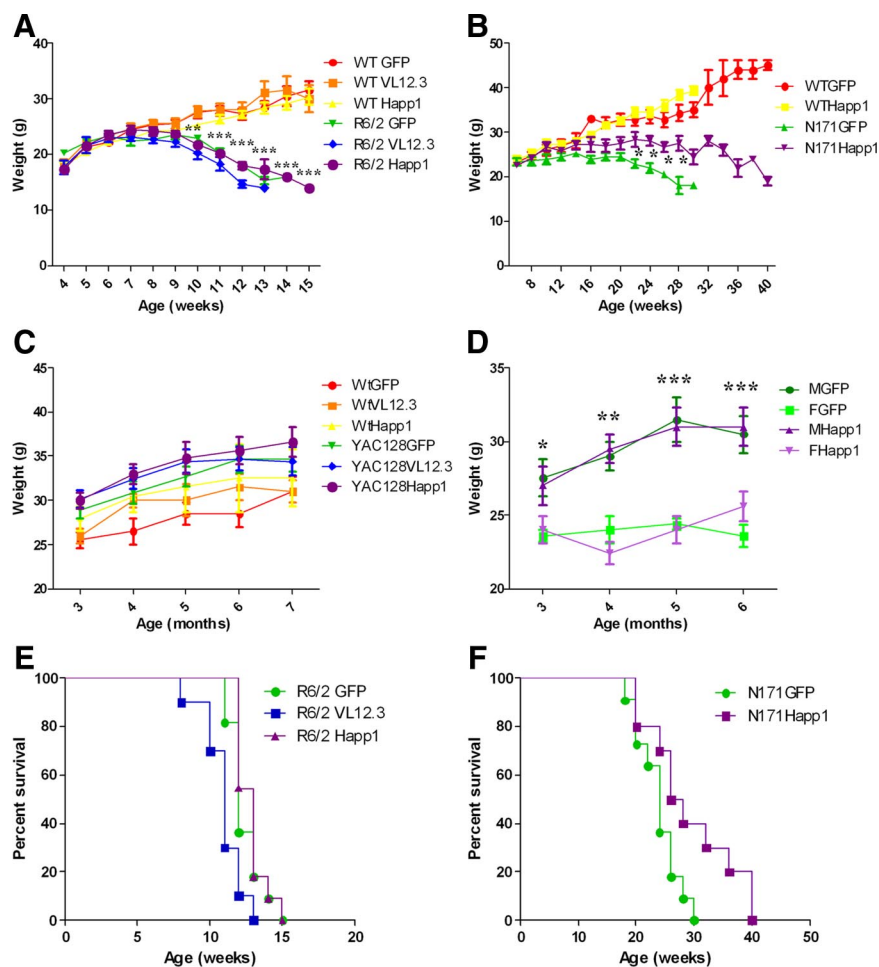 A
Weight (g)
40
30
20
10
0
4 5 6 7 8 9 10 11 12 13 14 15
Age (weeks)
** *** *** *** *** ***
WT GFP
WT VL12.3
WT Happ1
R6/2 GFP
R6/2 VL12.3
R6/2 Happ1
B
Weight (g)
50
40
30
20
10
0
8 12 16 20 24 28 32 36 40
Age (weeks)
* * * *
WTGFP
WTHapp1
N171GFP
N171Happ1
C
Weight (g)
45
40
35
30
25
20
3 4 5 6 7
Age (months)
WtGFP
WtVL12.3
WtHapp1
YAC128GFP
YAC128VL12.3
YAC128Happ1
D
Weight (g)
35
30
25
20
3 4 5 6
Age (months)
* ** *** ***
MGFP
FGFP
MHapp1
FHapp1
E
Percent survival
100
80
60
40
20
0
0 5 10 15 20
Age (weeks)
R6/2 GFP
R6/2 VL12.3
R6/2 Happ1
F
Percent survival
100
80
60
40
20
0
0 10 20 30 40 50
Age (weeks)
N171GFP
N171Happ1